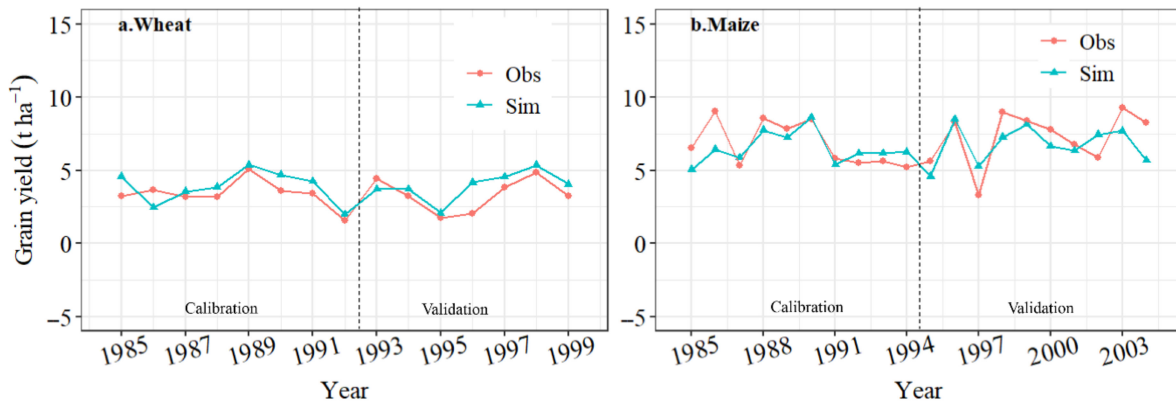 a.Wheat
Obs
Sim
Calibration
Validation
15
10
5
0
−5
Grain yield (t ha⁻¹)
1985 1987 1989 1991 1993 1995 1997 1999
Year
b.Maize
Obs
Sim
Calibration
Validation
15
10
5
0
−5
1985 1988 1991 1994 1997 2000 2003
Year